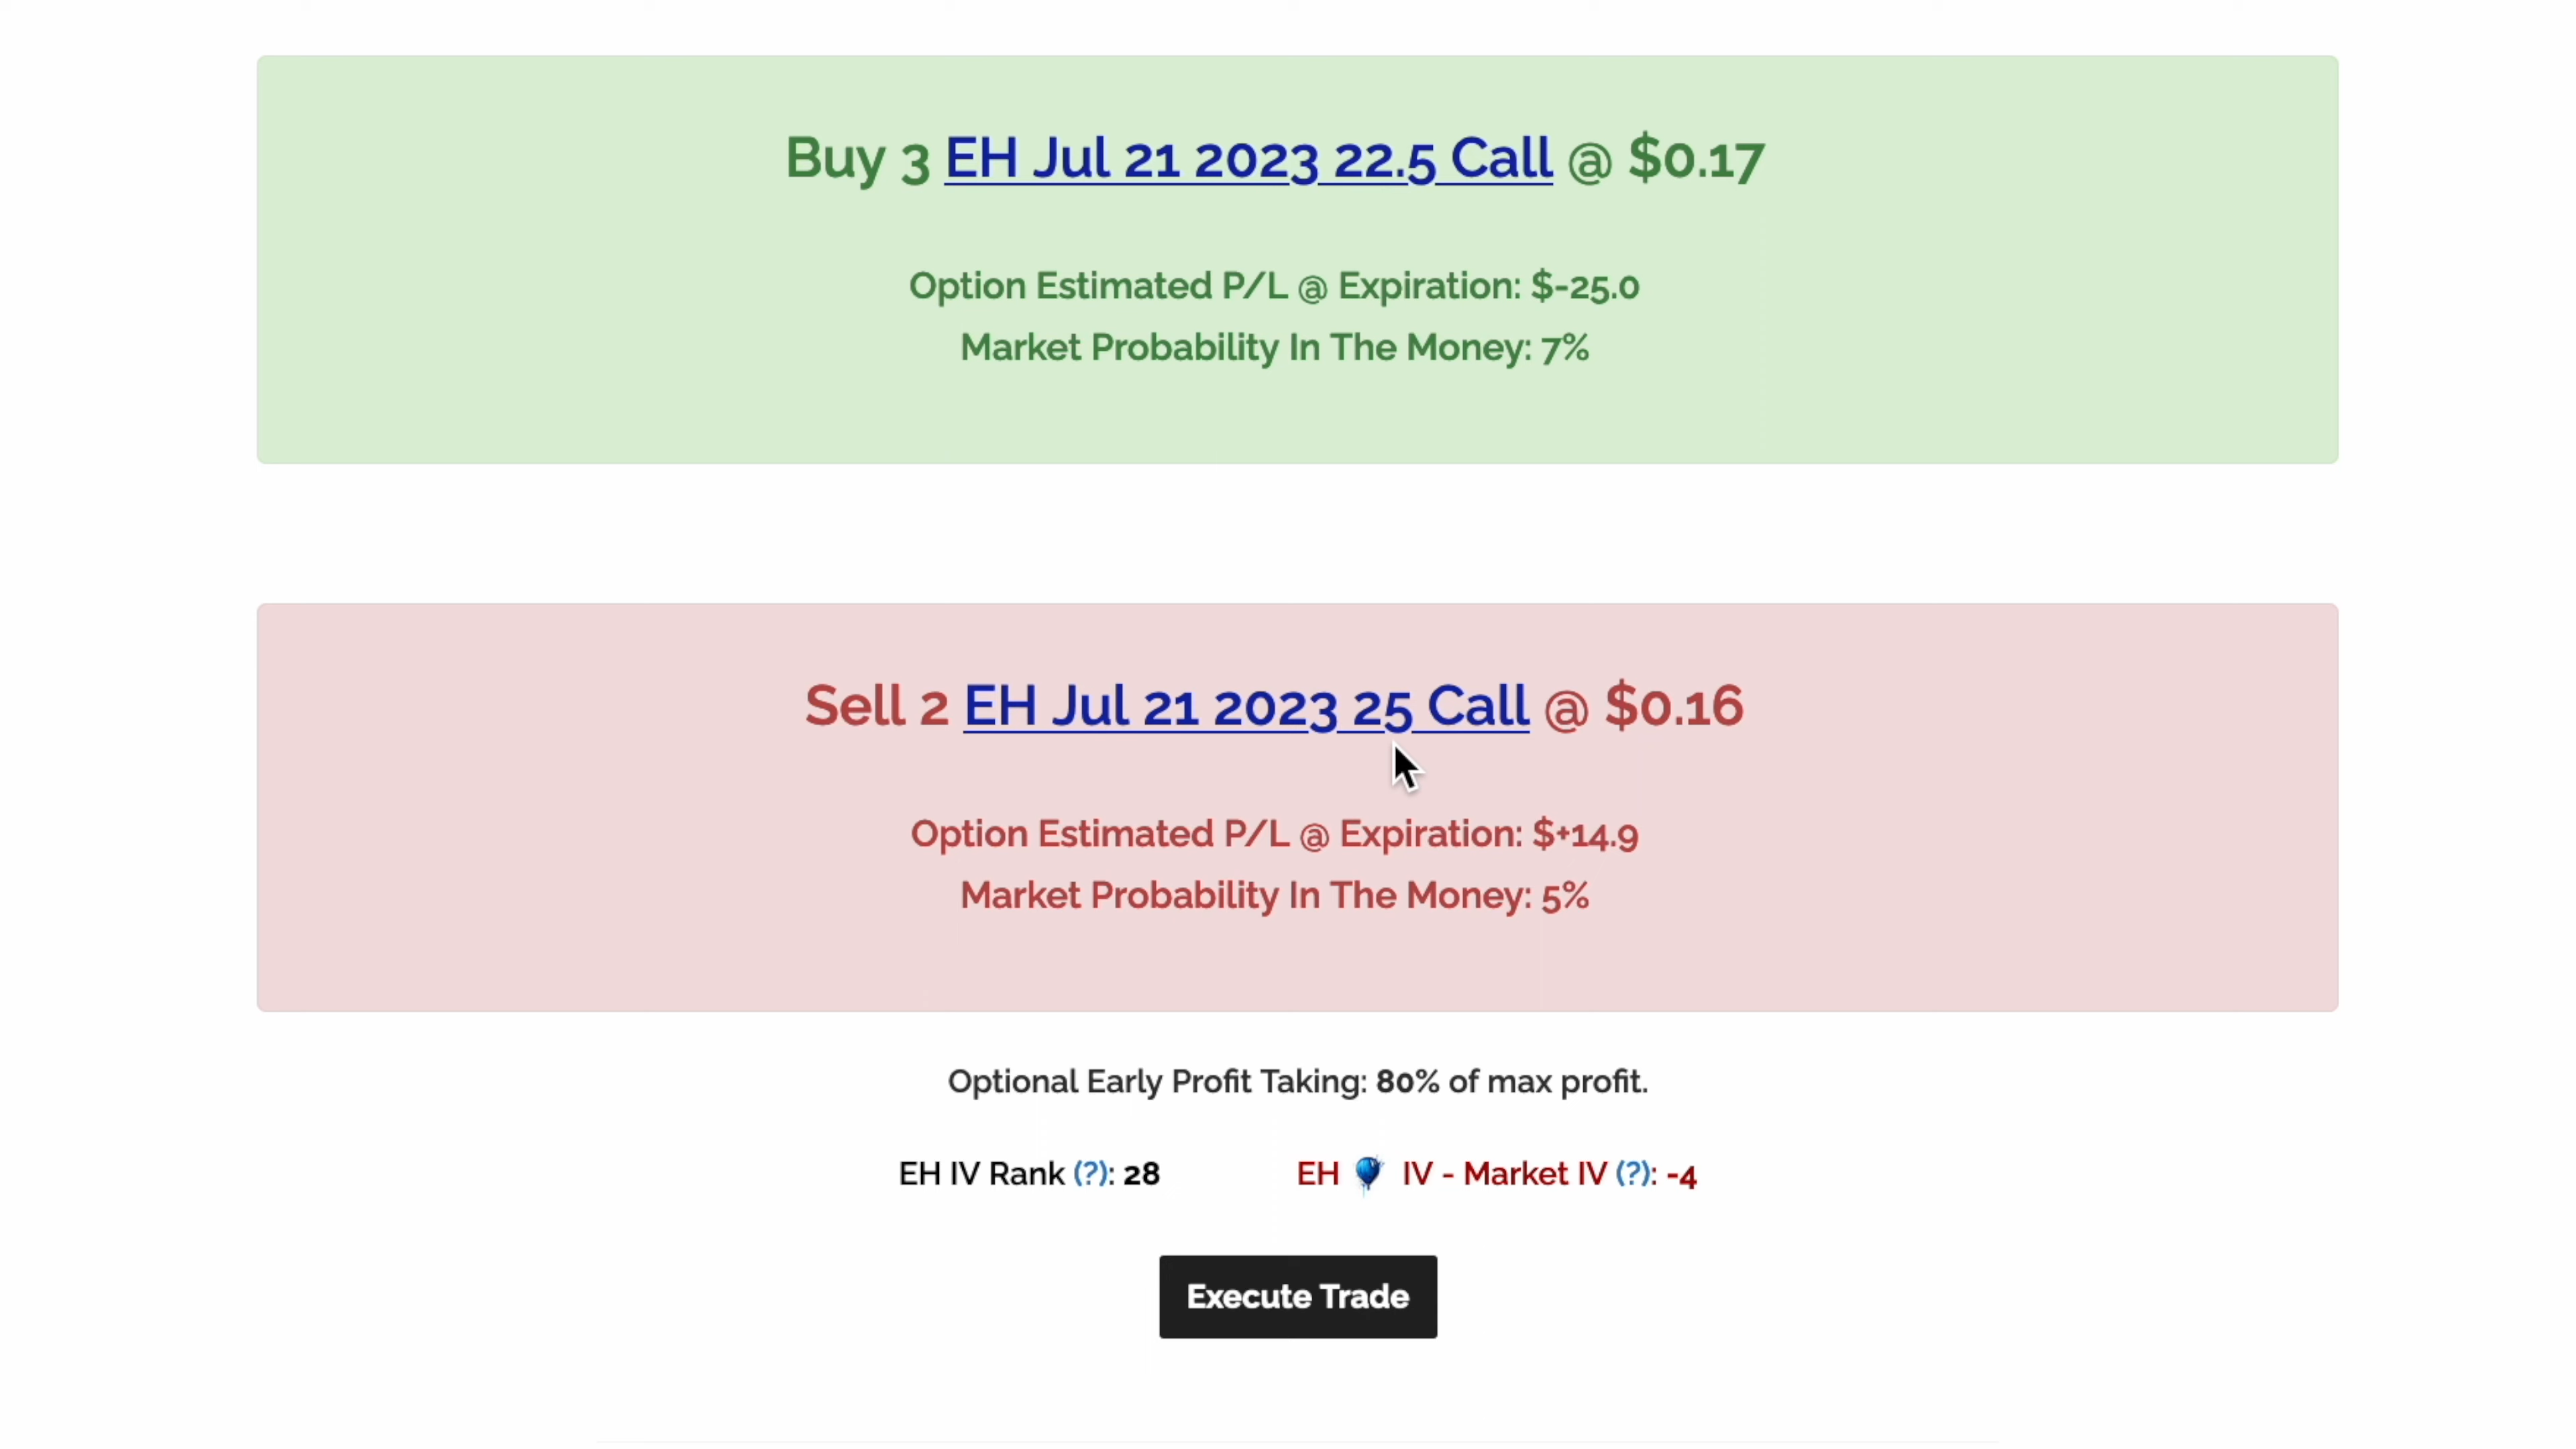 Buy 3 EH Jul 21 2023 22.5 Call @ $0.17
Option Estimated P/L @ Expiration: $-25.0
Market Probability In The Money: 7%
Sell 2 EH Jul 21 2023 25 Call @ $0.16
Option Estimated P/L @ Expiration: $+14.9
Market Probability In The Money: 5%
Optional Early Profit Taking: 80% of max profit.
EH IV Rank (?): 28
EH IV - Market IV (?): -4
Execute Trade